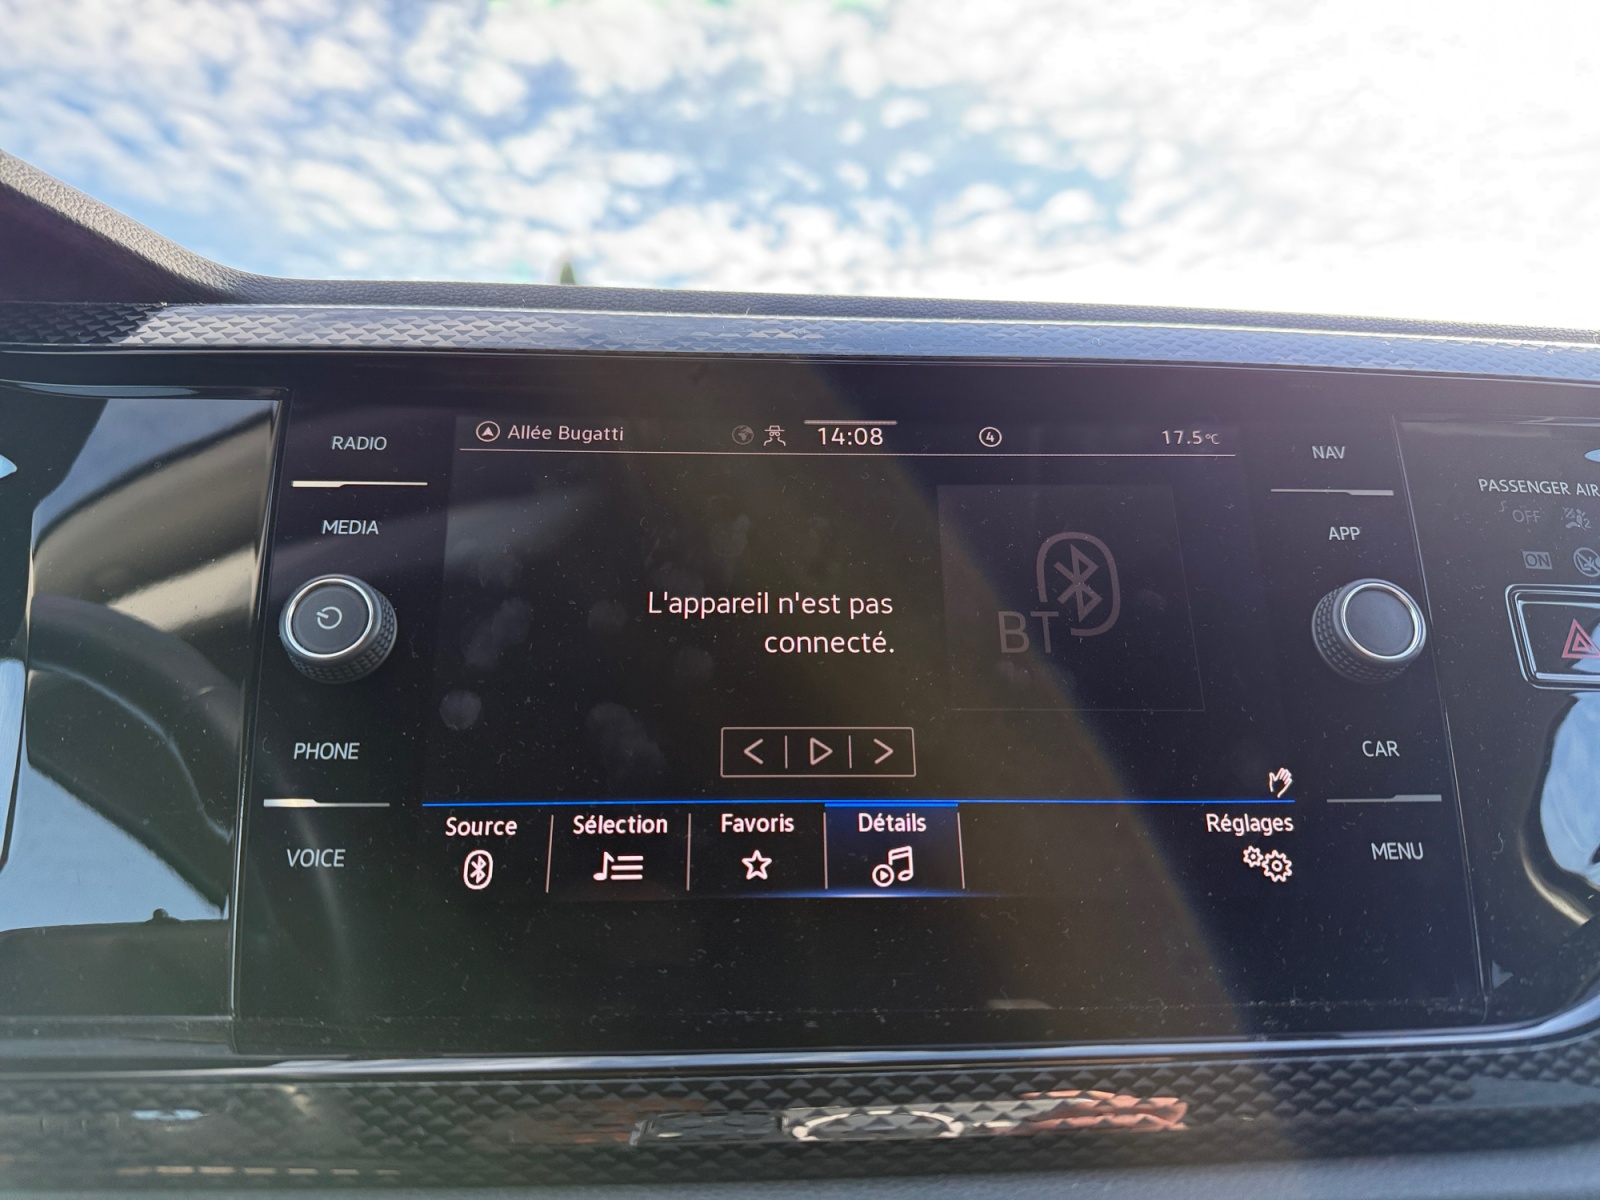 RADIO
MEDIA
PHONE
VOICE
Allée Bugatti
14:08
4
17.5°C
L'appareil n'est pas
connecté.
BT
Source
Sélection
Favoris
Détails
Réglages
NAV
APP
CAR
MENU
PASSENGER AIR
OFF
ON